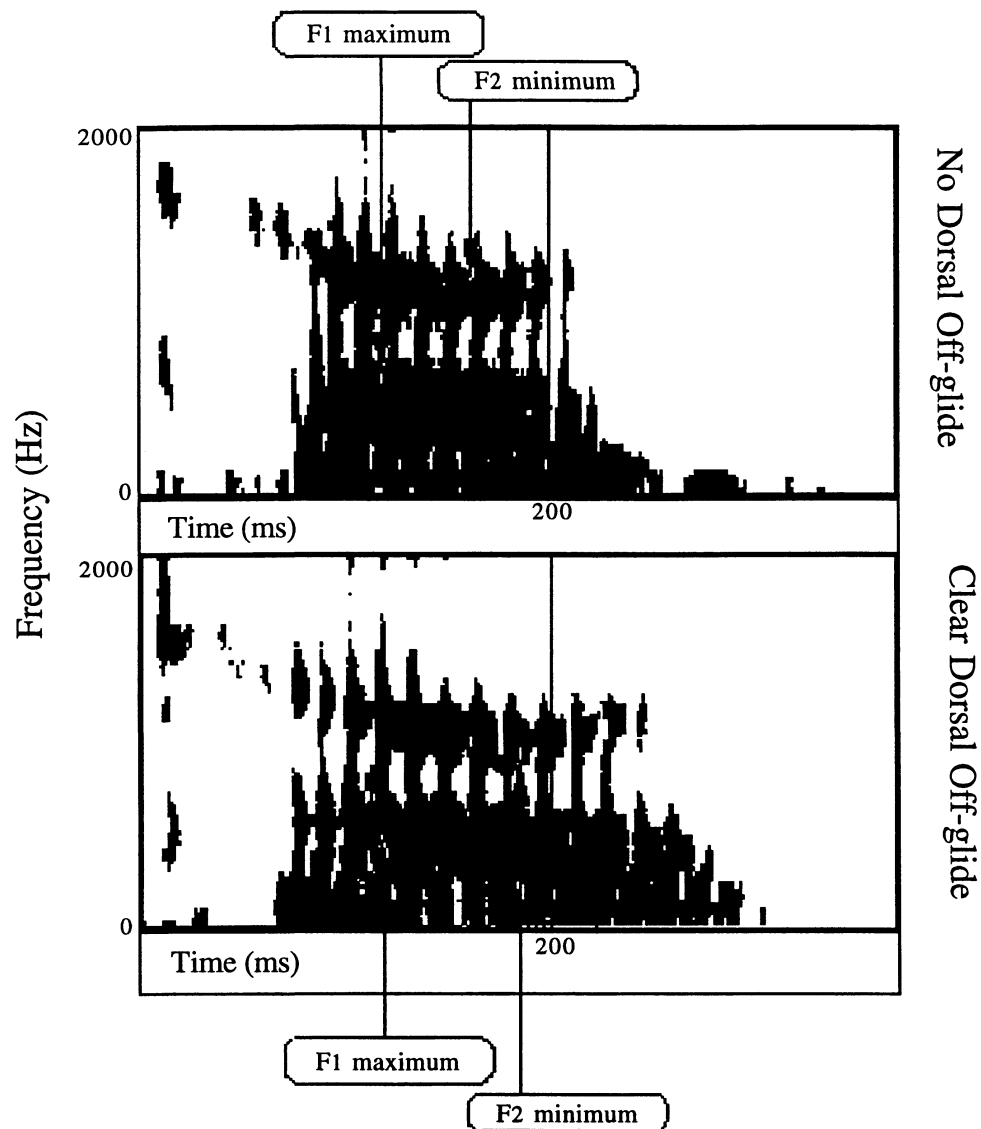 F1 maximum
F2 minimum
2000
No Dorsal Off-glide
Frequency (Hz)
0
200
Time (ms)
2000
Clear Dorsal Off-glide
0
200
Time (ms)
F1 maximum
F2 minimum